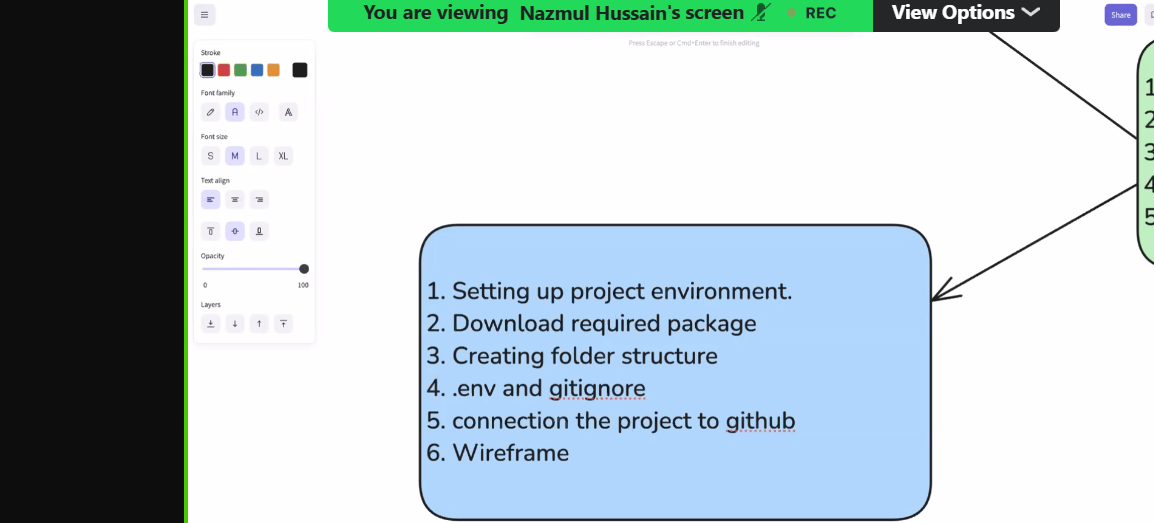 You are viewing Nazmul Hussain's screen REC View Options
Share
Press Escape or Cmd+Enter to finish editing
Stroke
Font family
Font size
S M L XL
Text align
Opacity
0 100
Layers
1
2
3
4
5
1. Setting up project environment.
2. Download required package
3. Creating folder structure
4. .env and gitignore
5. connection the project to github
6. Wireframe